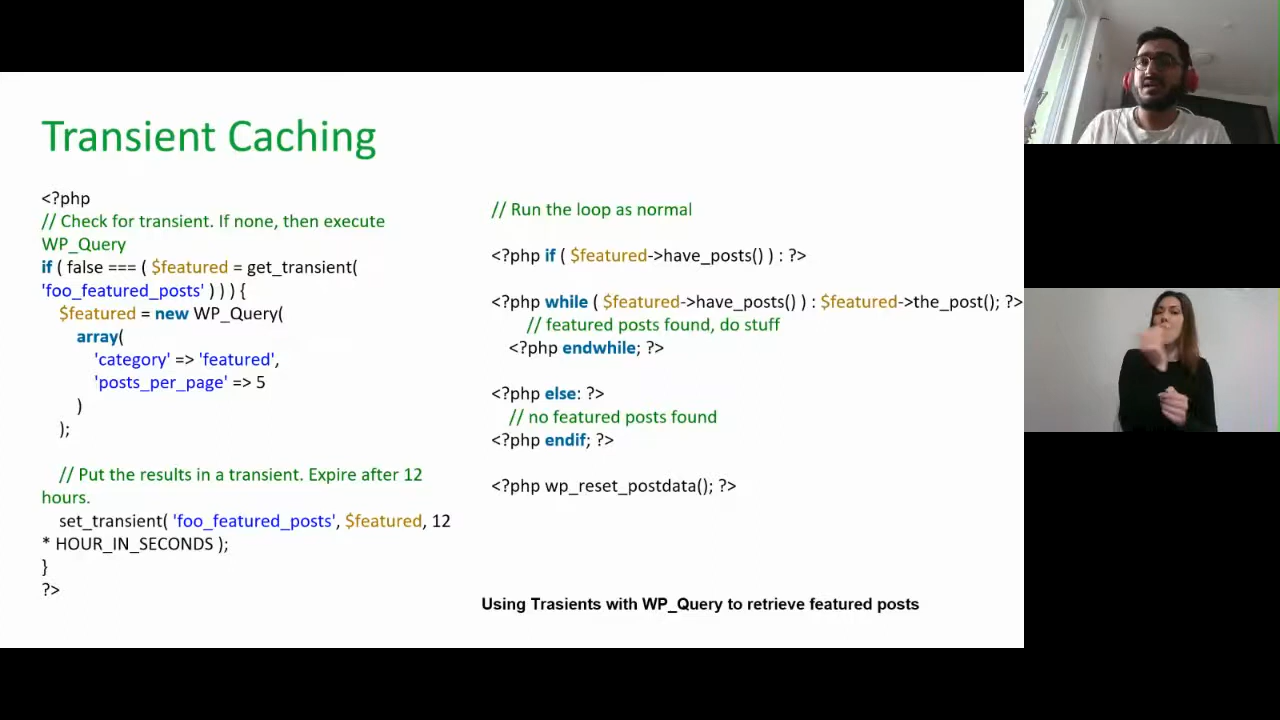 Transient Caching
<?php
// Check for transient. If none, then execute
WP_Query
if ( false === ( $featured = get_transient(
'foo_featured_posts' ) ) ) {
$featured = new WP_Query(
array(
'category' => 'featured',
'posts_per_page' => 5
)
);
// Put the results in a transient. Expire after 12
hours.
set_transient( 'foo_featured_posts', $featured, 12
* HOUR_IN_SECONDS );
}
?>
// Run the loop as normal
<?php if ( $featured->have_posts() ) : ?>
<?php while ( $featured->have_posts() ) : $featured->the_post(); ?>
// featured posts found, do stuff
<?php endwhile; ?>
<?php else: ?>
// no featured posts found
<?php endif; ?>
<?php wp_reset_postdata(); ?>
Using Trasients with WP_Query to retrieve featured posts